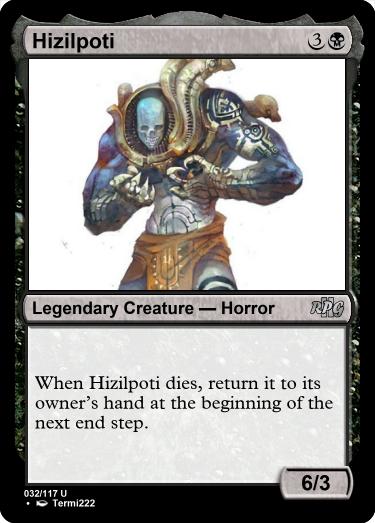 Hizilpoti 3
Legendary Creature — Horror RPG
When Hizilpoti dies, return it to its
owner's hand at the beginning of the
next end step.
6/3
032/117 U
• Termi222